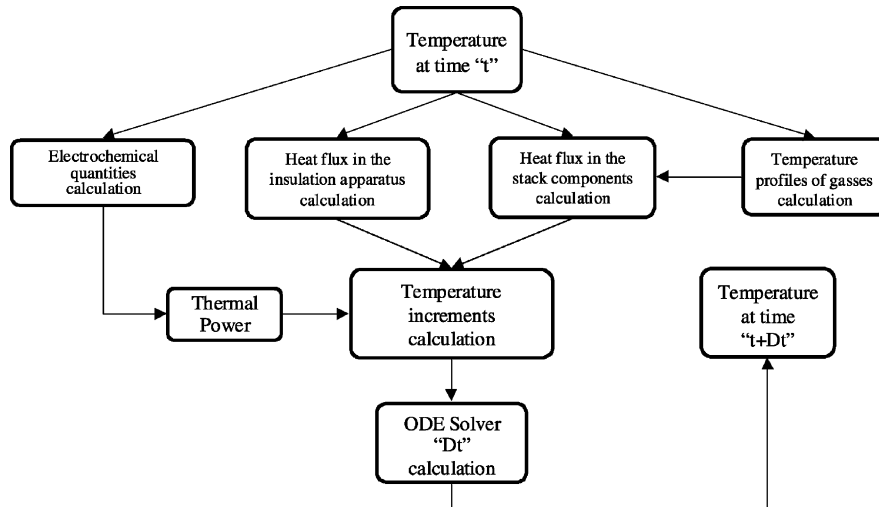 Temperature
at time “t”
Electrochemical
quantities
calculation
Heat flux in the
insulation apparatus
calculation
Heat flux in the
stack components
calculation
Temperature
profiles of gasses
calculation
Thermal
Power
Temperature
increments
calculation
Temperature
at time
“t+Dt”
ODE Solver
“Dt”
calculation